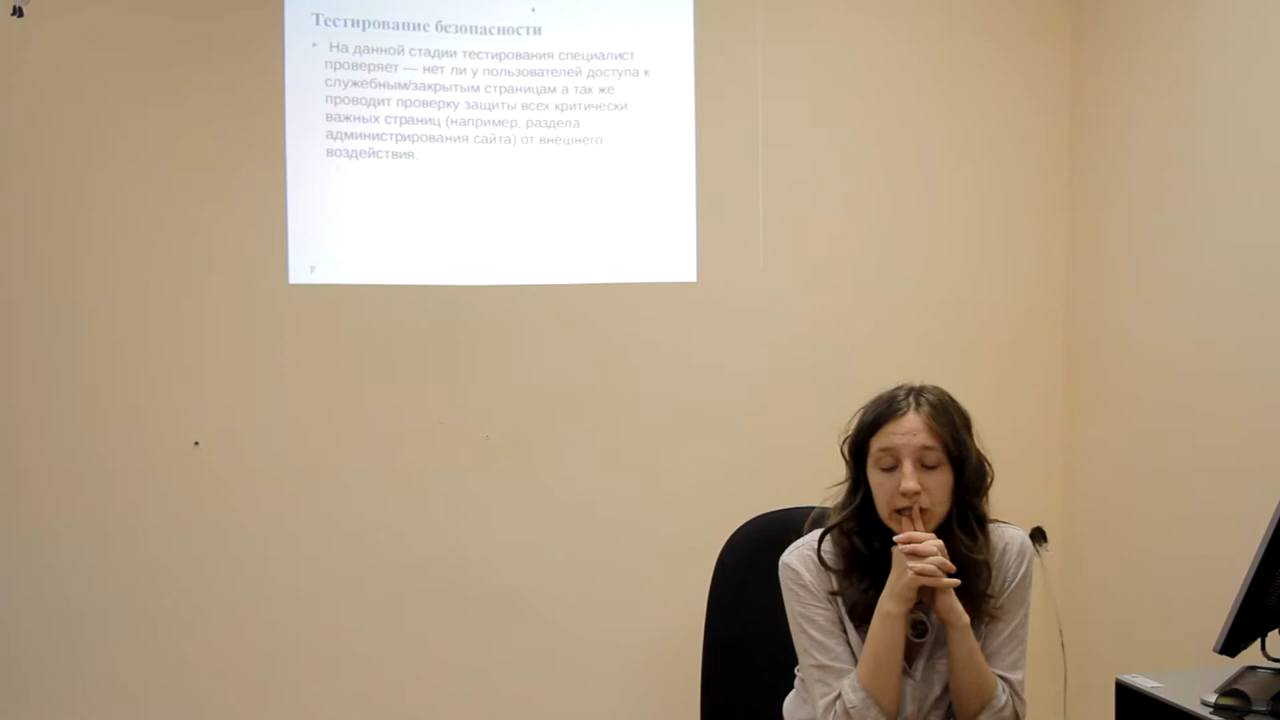 Тестирование безопасности
На данной стадии тестирования специалист
проверяет — нет ли у пользователей доступа к
служебным/закрытым страницам а так же
проводит проверку защиты всех критически
важных страниц (например, раздела
администрирования сайта) от внешнего
воздействия.